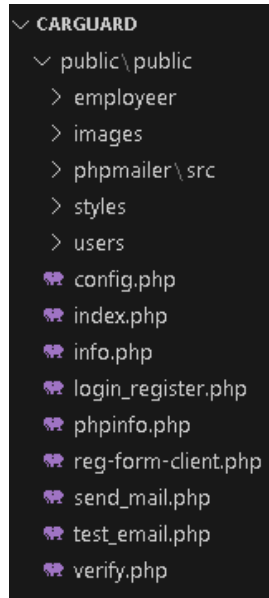 CARGUARD
public\public
employeer
images
phpmailer\src
styles
users
config.php
index.php
info.php
login_register.php
phpinfo.php
reg-form-client.php
send_mail.php
test_email.php
verify.php